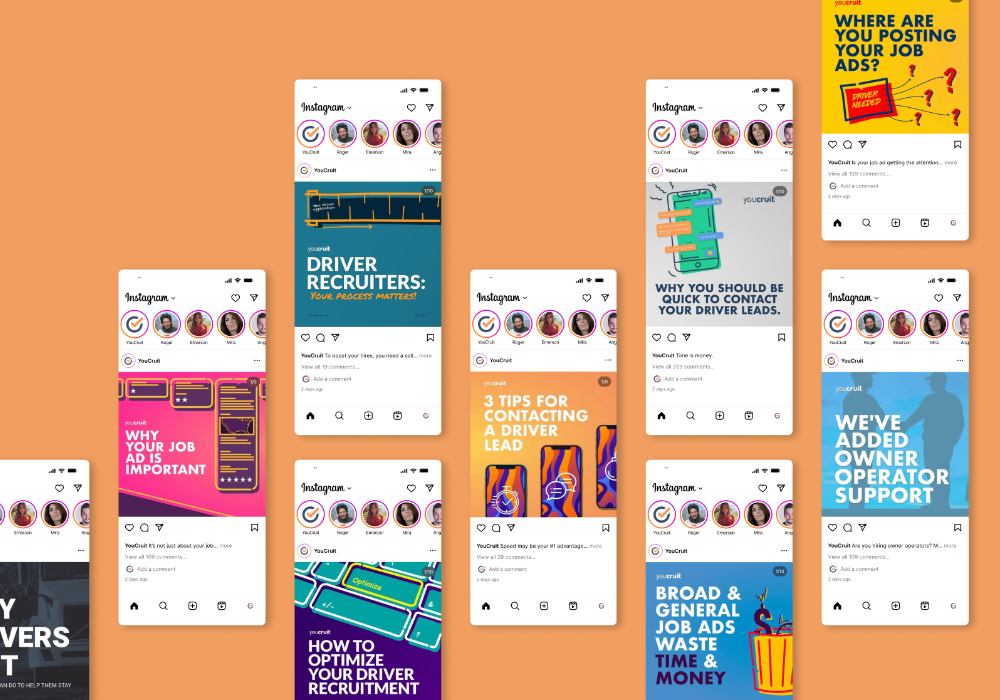 youcruit
WHERE ARE
YOU POSTING
YOUR JOB
ADS?
DRIVER
NEEDED
YouCruit Is your job ad getting the attention... more
View all 109 comments...
Add a comment
2 days ago
Instagram
YouCruit
Roger
Emerson
Mira
Ang
YouCruit
1/10
New driver
application
youcruit
DRIVER
RECRUITERS:
YOUR PROCESS MATTERS!
YouCruit To boost your hires, you need a soli... more
View all 19 comments...
Add a comment
2 days ago
Instagram
YouCruit
Roger
Emerson
Mira
Ang
YouCruit
1/10
youcruit
WHY YOU SHOULD BE
QUICK TO CONTACT
YOUR DRIVER LEADS.
YouCruit Time is money.
View all 209 comments...
Add a comment
2 days ago
Instagram
YouCruit
Roger
Emerson
Mira
Ang
YouCruit
1/9
youcruit
WHY
YOUR JOB
AD IS
IMPORTANT
YouCruit It's not just about your job... more
View all 109 comments...
Add a comment
2 days ago
Instagram
YouCruit
Roger
Emerson
Mira
Ang
YouCruit
1/9
youcruit
3 TIPS FOR
CONTACTING
A DRIVER
LEAD
YouCruit Speed may be your #1 advantage... more
View all 29 comments...
Add a comment
2 days ago
Instagram
YouCruit
Roger
Emerson
Mira
Ang
YouCruit
youcruit
WE'VE
ADDED
OWNER
OPERATOR
SUPPORT
YouCruit Are you hiring owner operators? M... more
View all 109 comments...
Add a comment
2 days ago
Emerson
Mira
Ang
Y
VERS
T
AN DO TO HELP THEM STAY
Instagram
YouCruit
Roger
Emerson
Mira
Ang
YouCruit
1/10
Optimize
+/-
&
youcruit
HOW TO
OPTIMIZE
YOUR DRIVER
RECRUITMENT
Instagram
YouCruit
Roger
Emerson
Mira
Ang
YouCruit
1/10
youcruit
BROAD &
GENERAL
JOB ADS
WASTE
TIME &
MONEY